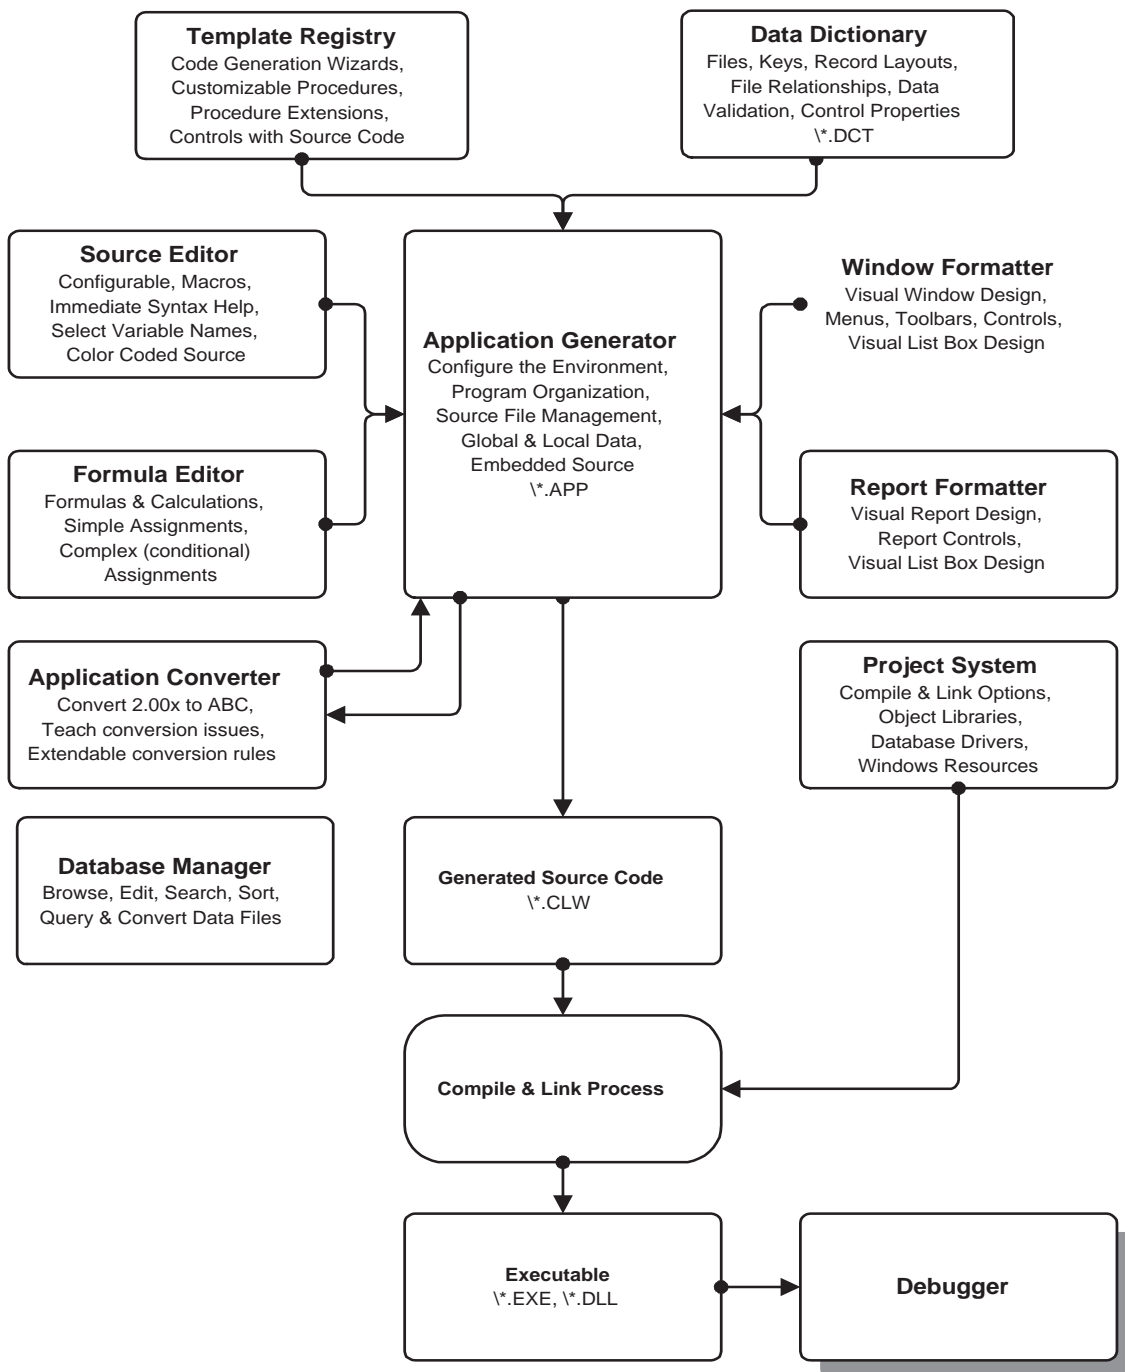 Template Registry
Code Generation Wizards,
Customizable Procedures,
Procedure Extensions,
Controls with Source Code
Data Dictionary
Files, Keys, Record Layouts,
File Relationships, Data
Validation, Control Properties
\*.DCT
Source Editor
Configurable, Macros,
Immediate Syntax Help,
Select Variable Names,
Color Coded Source
Application Generator
Configure the Environment,
Program Organization,
Source File Management,
Global & Local Data,
Embedded Source
\*.APP
Window Formatter
Visual Window Design,
Menus, Toolbars, Controls,
Visual List Box Design
Formula Editor
Formulas & Calculations,
Simple Assignments,
Complex (conditional)
Assignments
Report Formatter
Visual Report Design,
Report Controls,
Visual List Box Design
Application Converter
Convert 2.00x to ABC,
Teach conversion issues,
Extendable conversion rules
Project System
Compile & Link Options,
Object Libraries,
Database Drivers,
Windows Resources
Database Manager
Browse, Edit, Search, Sort,
Query & Convert Data Files
Generated Source Code
\*.CLW
Compile & Link Process
Executable
\*.EXE, \*.DLL
Debugger